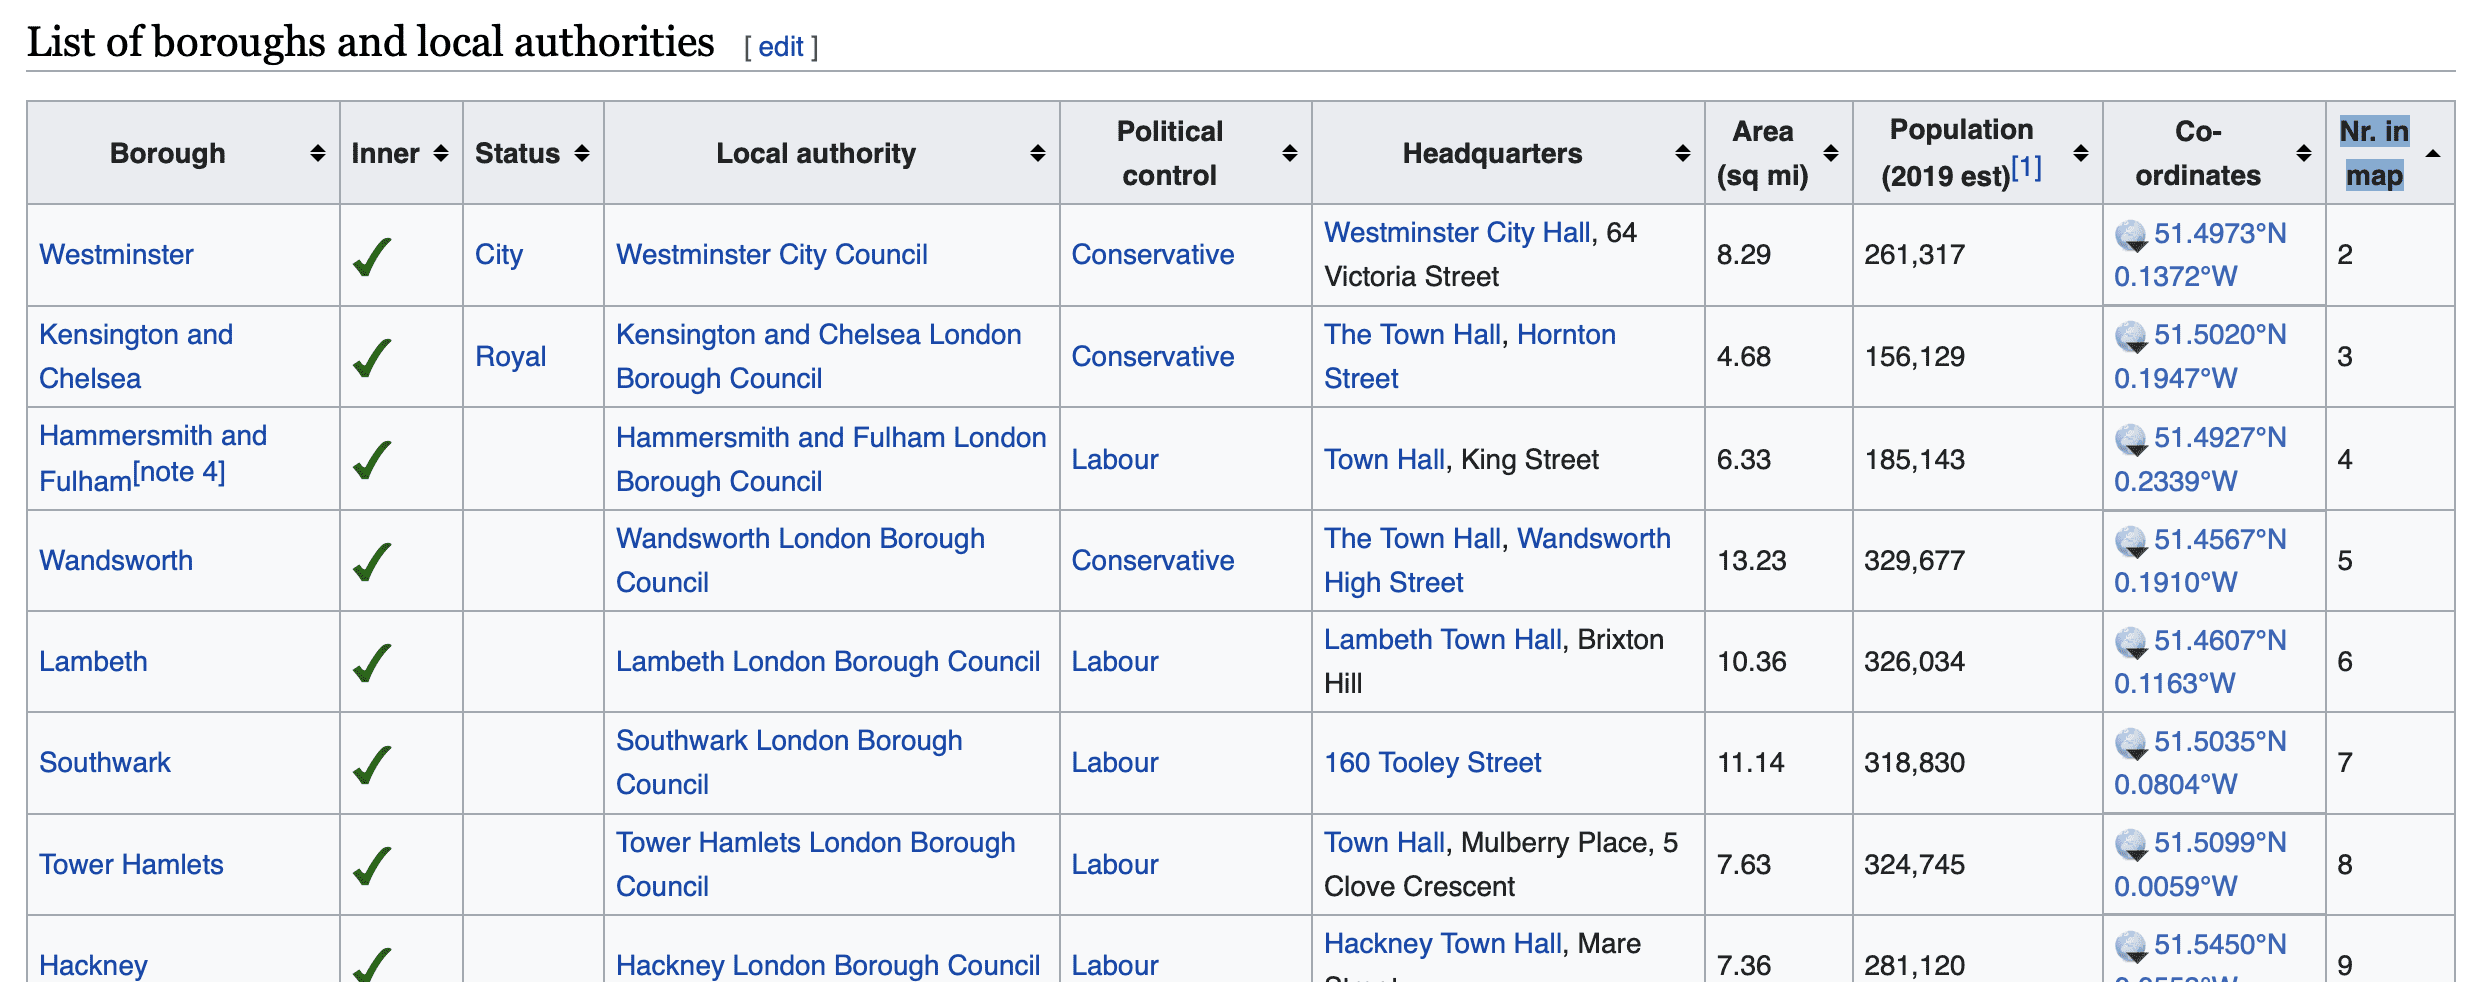 List of boroughs and local authorities [ edit ]
Borough Inner Status Local authority Political control Headquarters Area (sq mi) Population (2019 est)[1] Co-ordinates Nr. in map
Westminster City Westminster City Council Conservative Westminster City Hall, 64 Victoria Street 8.29 261,317 51.4973°N 0.1372°W 2
Kensington and Chelsea Royal Kensington and Chelsea London Borough Council Conservative The Town Hall, Hornton Street 4.68 156,129 51.5020°N 0.1947°W 3
Hammersmith and Fulham[note 4] Hammersmith and Fulham London Borough Council Labour Town Hall, King Street 6.33 185,143 51.4927°N 0.2339°W 4
Wandsworth Wandsworth London Borough Council Conservative The Town Hall, Wandsworth High Street 13.23 329,677 51.4567°N 0.1910°W 5
Lambeth Lambeth London Borough Council Labour Lambeth Town Hall, Brixton Hill 10.36 326,034 51.4607°N 0.1163°W 6
Southwark Southwark London Borough Council Labour 160 Tooley Street 11.14 318,830 51.5035°N 0.0804°W 7
Tower Hamlets Tower Hamlets London Borough Council Labour Town Hall, Mulberry Place, 5 Clove Crescent 7.63 324,745 51.5099°N 0.0059°W 8
Hackney Hackney London Borough Council Labour Hackney Town Hall, Mare 7.36 281,120 51.5450°N 9